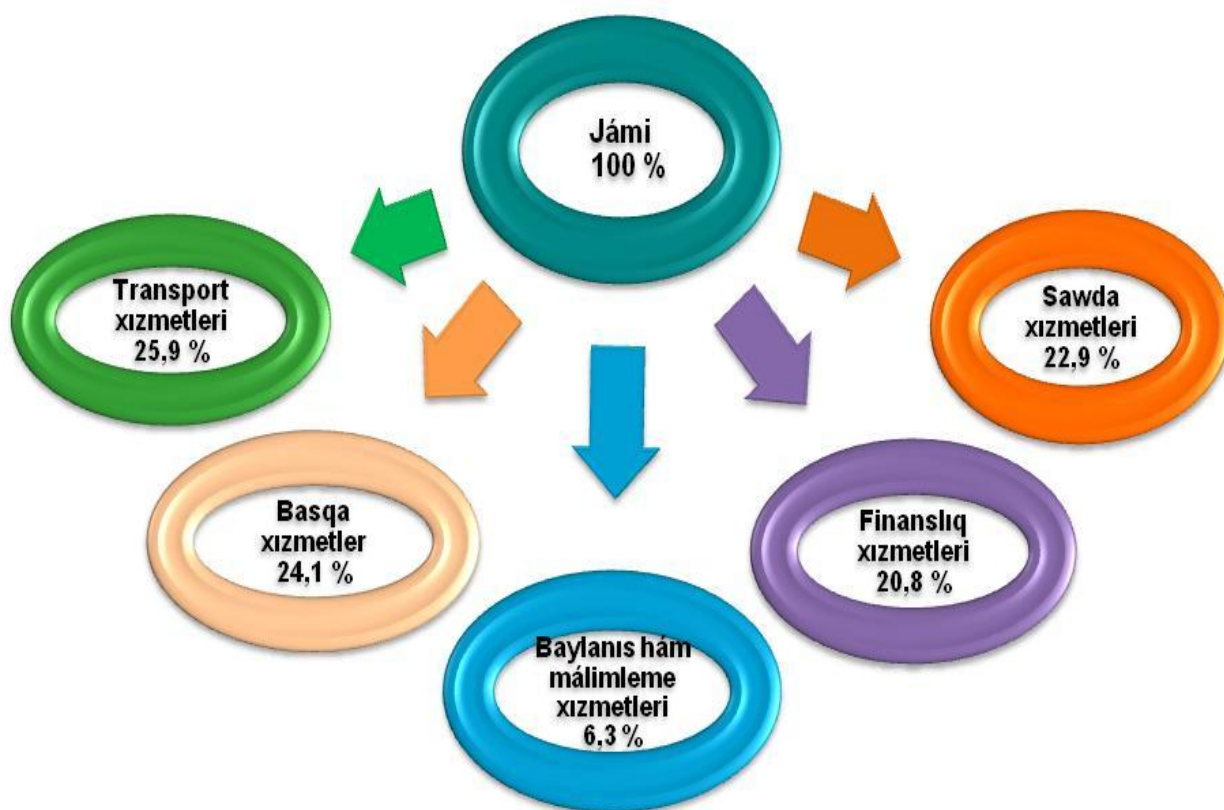 Jámi
100 %
Transport
xızmetleri
25,9 %
Sawda
xızmetleri
22,9 %
Basqa
xızmetler
24,1 %
Finanslıq
xızmetleri
20,8 %
Baylanıs hám
málimleme
xızmetleri
6,3 %